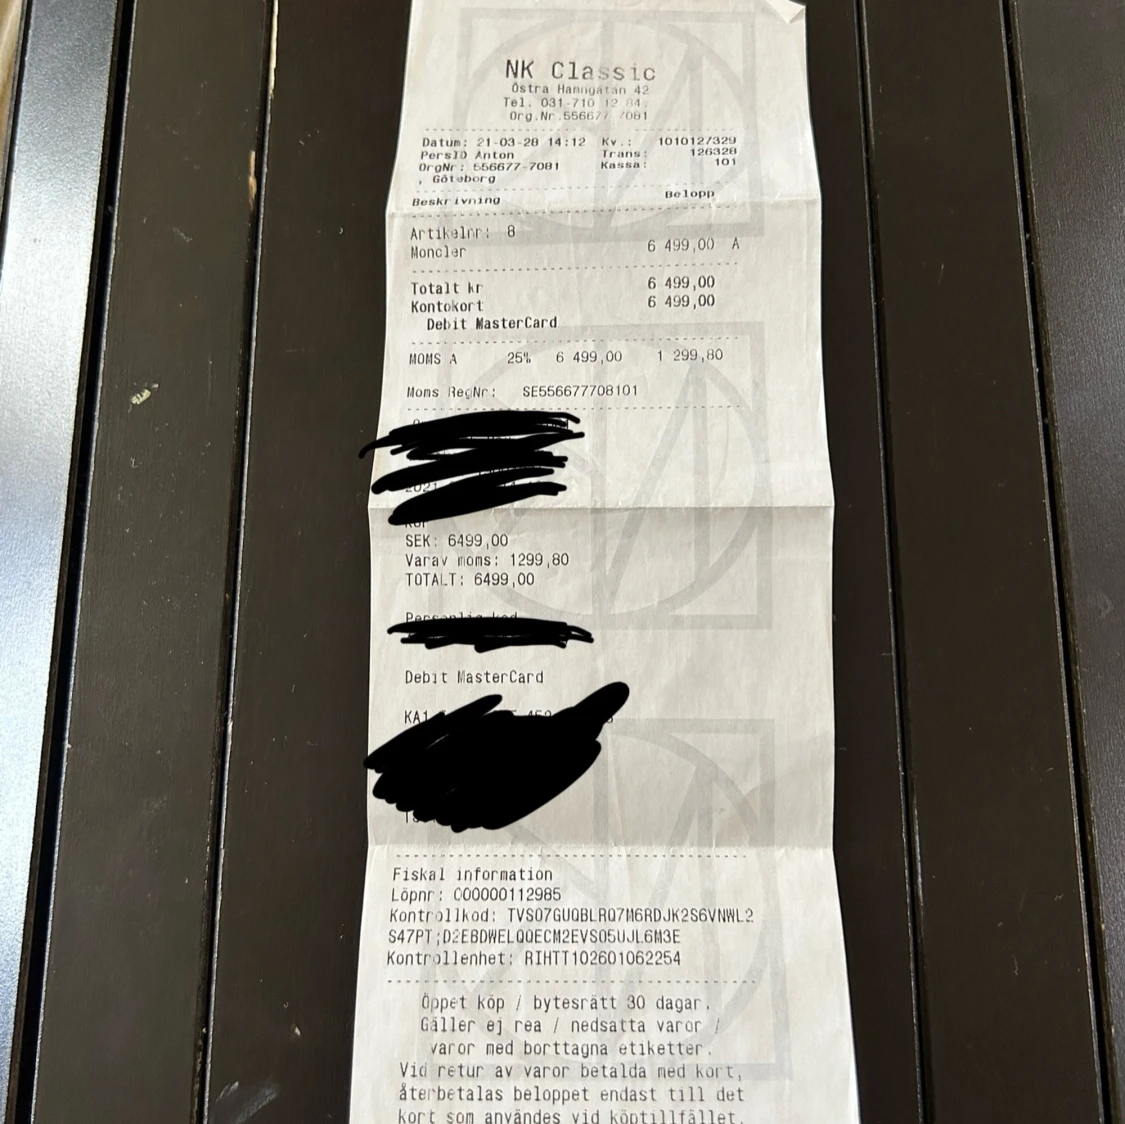 NK Classic
Östra Hamngatan 42
Tel. 031-710 12 84.
Org.Nr.556677 7081
Datum: 21-03-28 14:12 Kv.: 1010127329
PersID Anton Trans: 126328
OrgNr: 556677-7081 Kassa: 101
, Göteborg
Beskrivning Belopp
Artikelnr: 8
Moncler 6 499,00 A
Totalt kr 6 499,00
Kontokort 6 499,00
Debit MasterCard
MOMS A 25% 6 499,00 1 299,80
Moms RegNr: SE556677708101
SEK: 6499,00
Varav moms: 1299,80
TOTALT: 6499,00
Debit MasterCard
KA1
Fiskal information
Löpnr: C00000112985
Kontrollkod: TVSO7GUQBLRQ7M6RDJK2S6VNWL2
S47PT;D2EBDWELQQECM2EVSO5UJL6M3E
Kontrollenhet: RIHTT102601062254
Öppet köp / bytesrätt 30 dagar.
Gäller ej rea / nedsatta varor /
varor med borttagna etiketter.
Vid retur av varor betalda med kort,
återbetalas beloppet endast till det
kort som användes vid köptillfället.